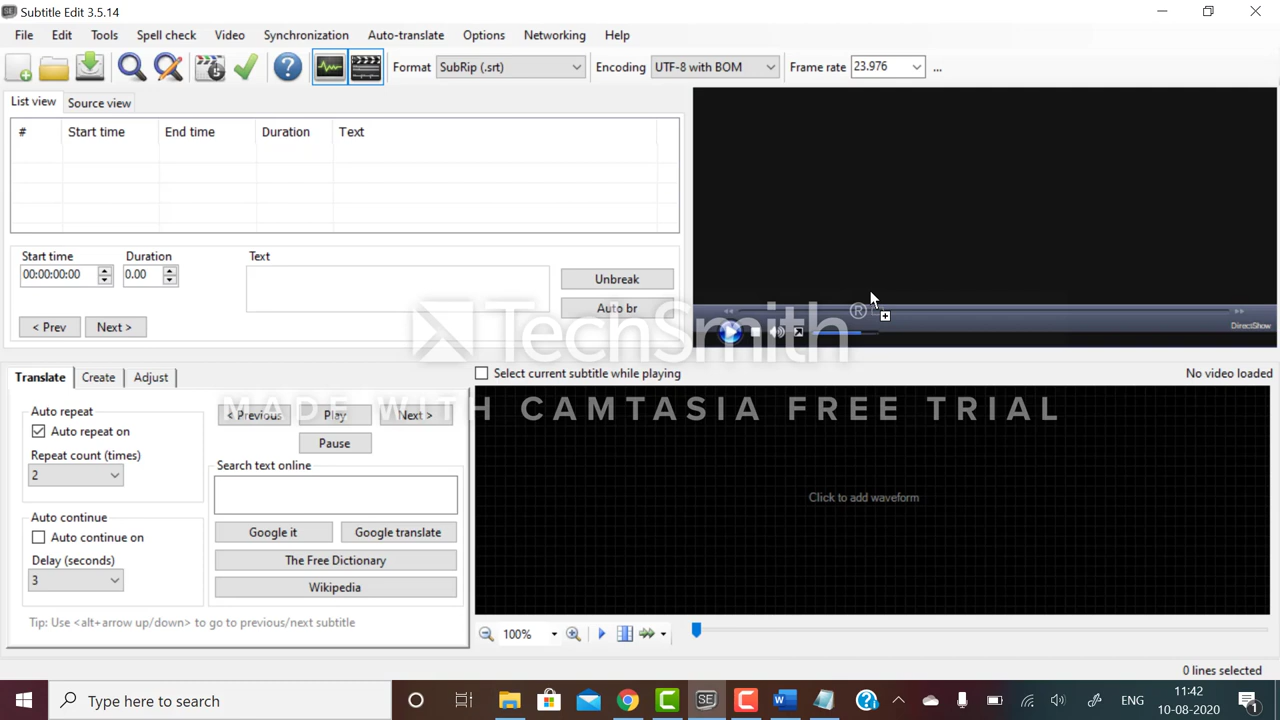 Subtitle Edit 3.5.14
File Edit Tools Spell check Video Synchronization Auto-translate Options Networking Help
Format SubRip (.srt) Encoding UTF-8 with BOM Frame rate 23.976 ...
List view Source view
# Start time End time Duration Text
Start time Duration Text
00:00:00:00 0.00
Unbreak
Auto br
< Prev Next >
DirectShow
TechSmith®
MADE WITH CAMTASIA FREE TRIAL
Translate Create Adjust
Select current subtitle while playing No video loaded
Auto repeat
Auto repeat on
Repeat count (times)
2
< Previous Play Next >
Pause
Search text online
Google it Google translate
The Free Dictionary
Wikipedia
Auto continue
Auto continue on
Delay (seconds)
3
Tip: Use <alt+arrow up/down> to go to previous/next subtitle
Click to add waveform
100%
0 lines selected
Type here to search
ENG
11:42
10-08-2020
1